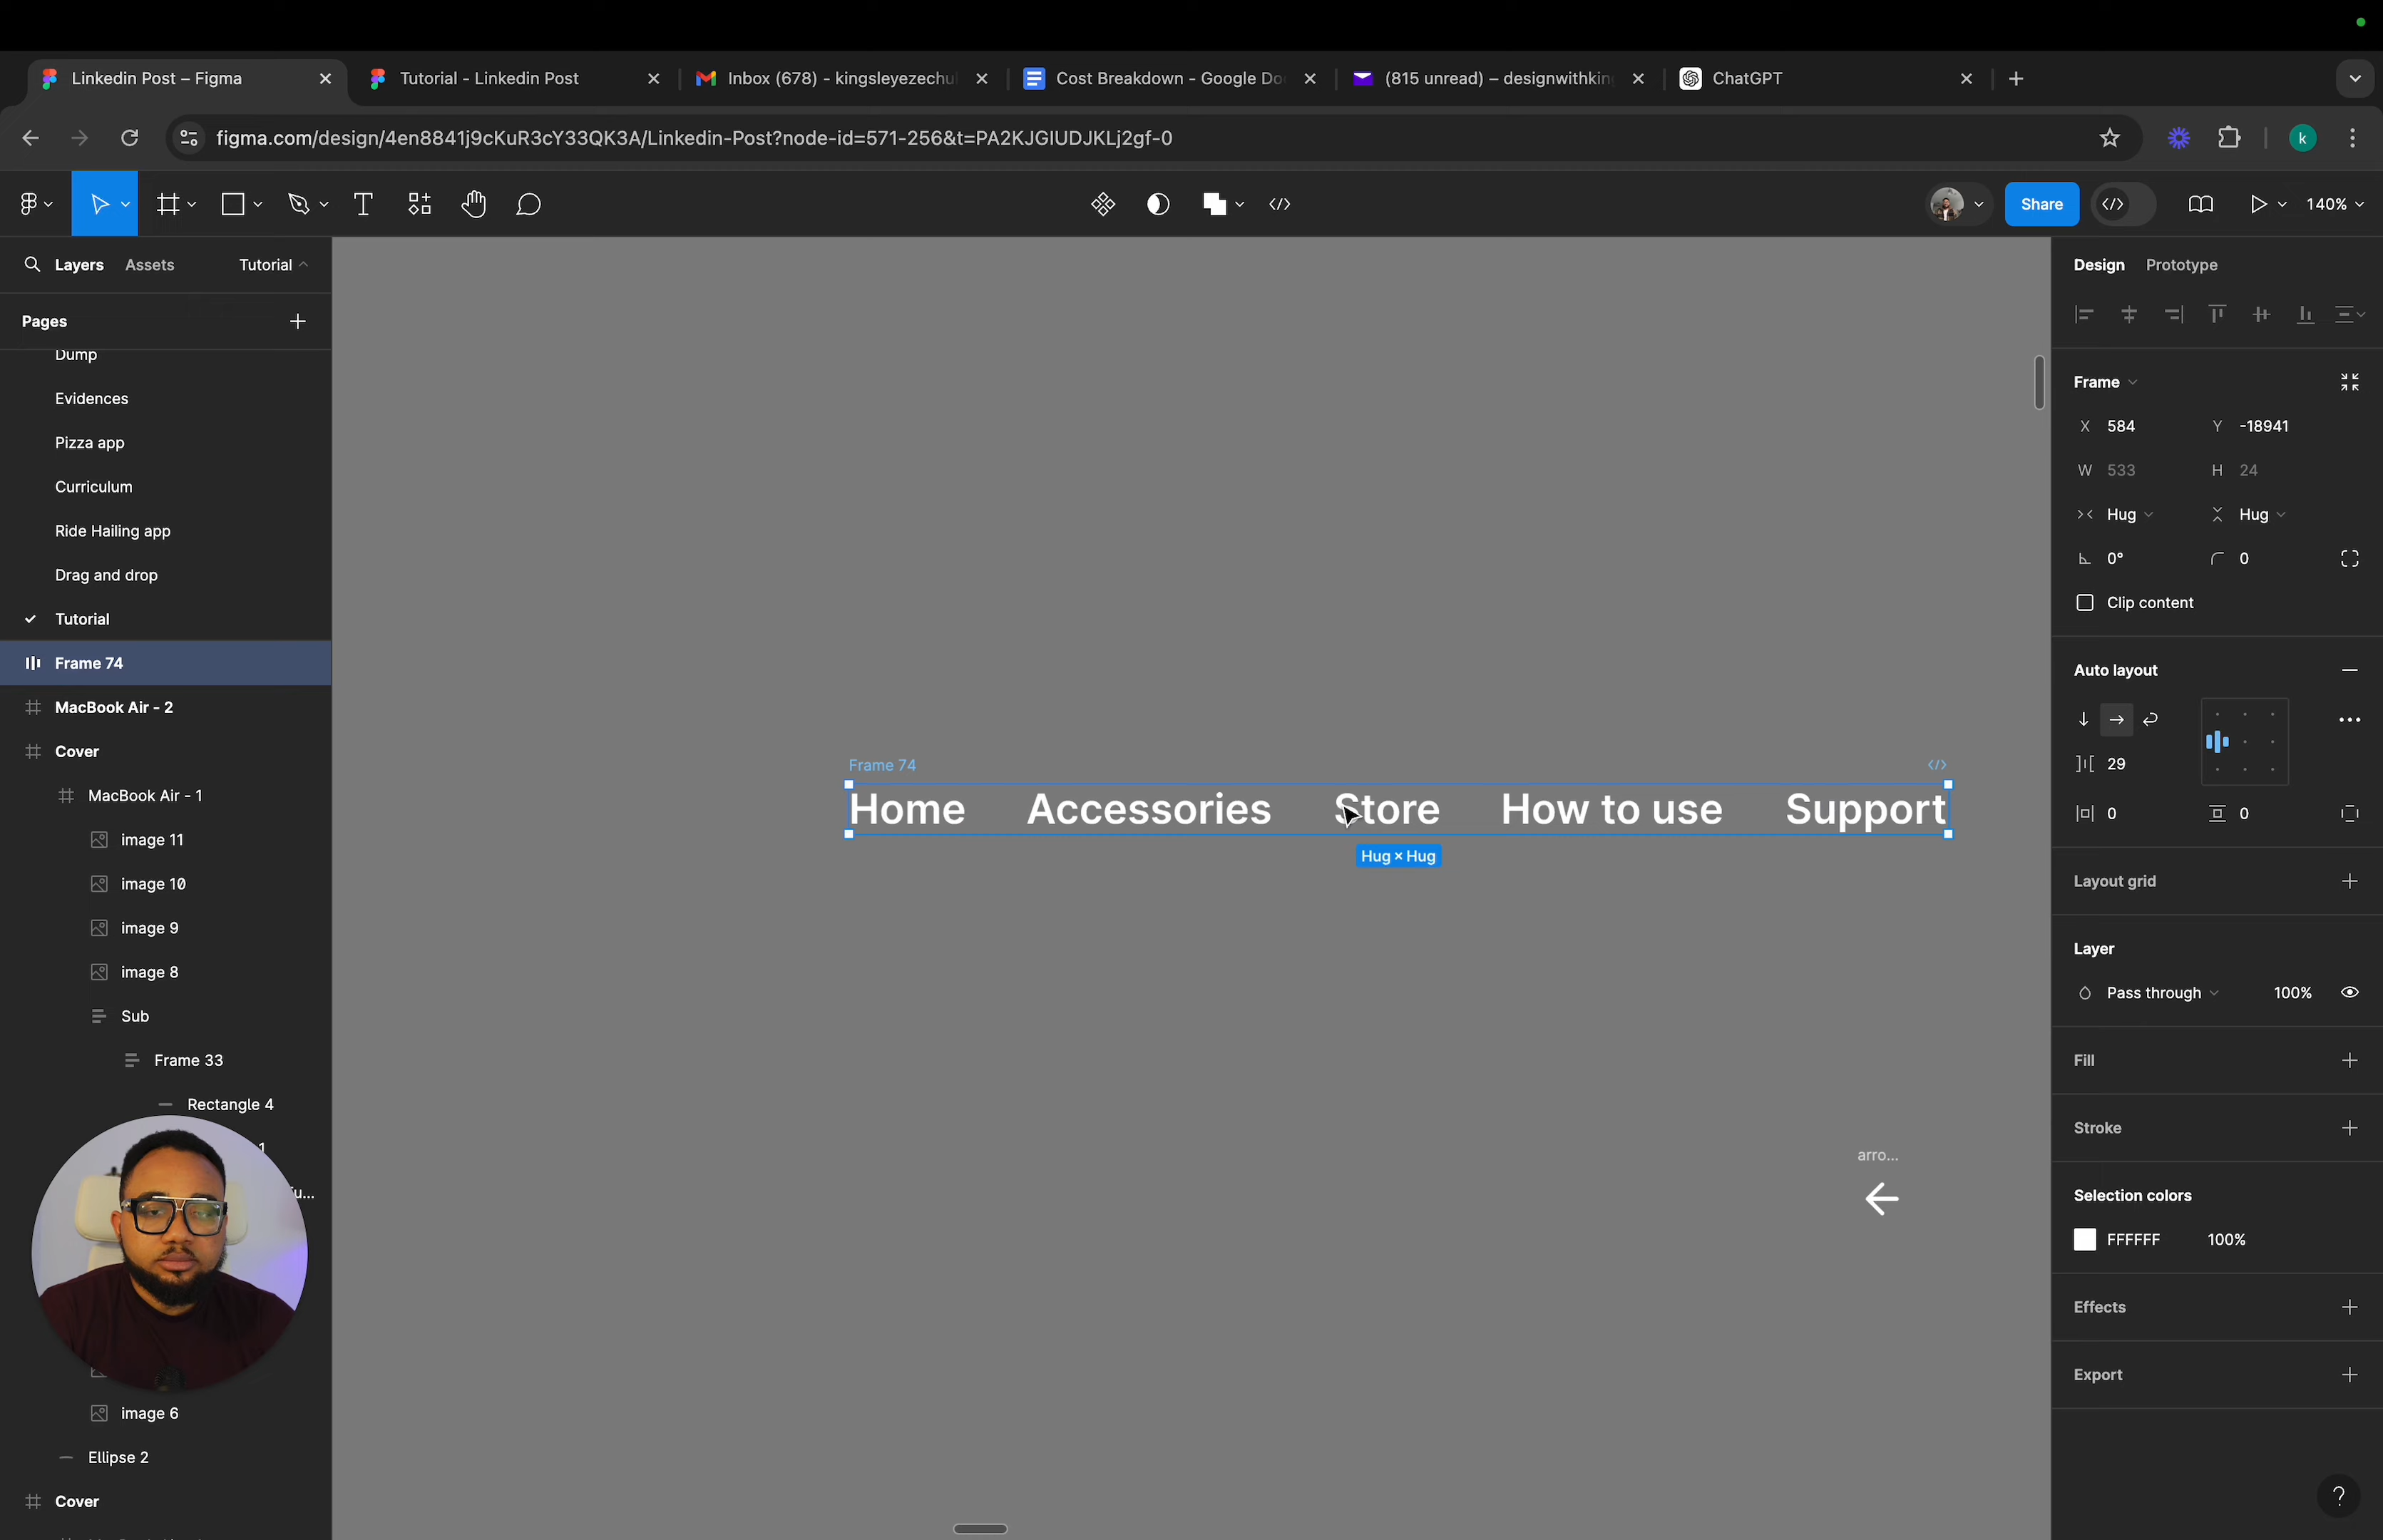 Linkedin Post – Figma
Tutorial - Linkedin Post
Inbox (678) - kingsleyezechu
Cost Breakdown - Google Do
(815 unread) – designwithkin
ChatGPT
figma.com/design/4en8841j9cKuR3cY33QK3A/Linkedin-Post?node-id=571-256&t=PA2KJGIUDJKLj2gf-0
k
Share
140%
Layers
Assets
Tutorial
Pages
Dump
Evidences
Pizza app
Curriculum
Ride Hailing app
Drag and drop
Tutorial
Frame 74
MacBook Air - 2
Cover
MacBook Air - 1
image 11
image 10
image 9
image 8
Sub
Frame 33
Rectangle 4
image 6
Ellipse 2
Cover
Frame 74
Home Accessories Store How to use Support
Hug × Hug
arro...
Design
Prototype
Frame
X 584
Y -18941
W 533
H 24
Hug
Hug
0°
0
Clip content
Auto layout
29
0
0
Layout grid
Layer
Pass through
100%
Fill
Stroke
Selection colors
FFFFFF
100%
Effects
Export
?